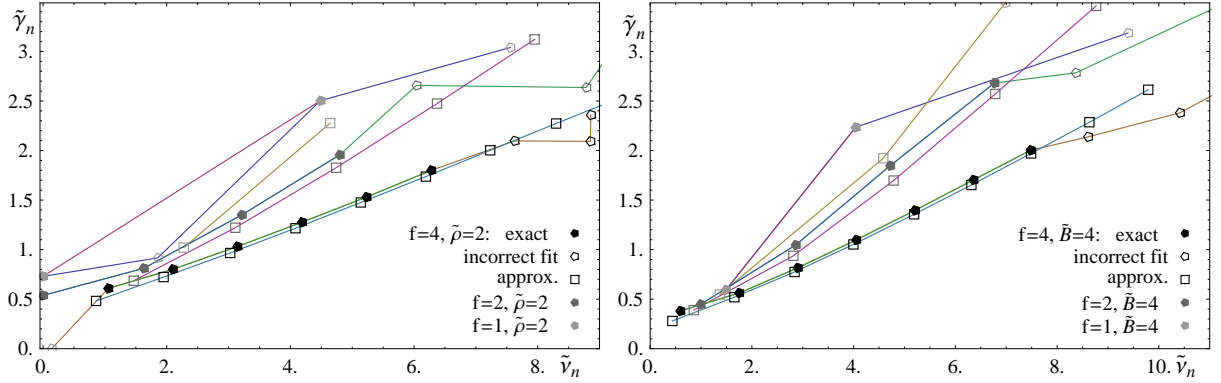 γ̃ₙ
3.
2.5
2.
1.5
1.
0.5
0.
f=4, ρ̃=2: exact
incorrect fit
approx.
f=2, ρ̃=2
f=1, ρ̃=2
0. 2. 4. 6. 8. ν̃ₙ
γ̃ₙ
3.
2.5
2.
1.5
1.
0.5
0.
f=4, B̃=4: exact
incorrect fit
approx.
f=2, B̃=4
f=1, B̃=4
0. 2. 4. 6. 8. 10. ν̃ₙ